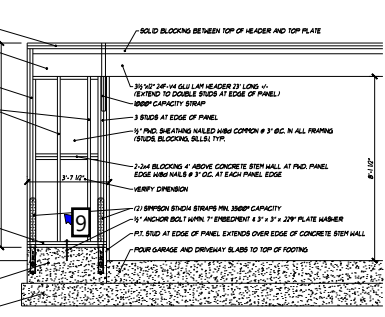 SOLID BLOCKING BETWEEN TOP OF HEADER AND TOP PLATE
3½"x12" 24F-V4 GLU LAM HEADER 23' LONG +/-
(EXTEND TO DOUBLE STUDS AT EDGE OF PANEL)
1000# CAPACITY STRAP
3 STUDS AT EDGE OF PANEL
½" PWD. SHEATHING NAILED W/8d COMMON @ 3" O.C. IN ALL FRAMING
(STUDS, BLOCKING, SILLS), TYP.
2-2x4 BLOCKING 4' ABOVE CONCRETE STEM WALL AT PWD. PANEL
EDGE W/8d NAILS @ 3" O.C. AT EACH PANEL EDGE
3'-7 1/2"
VERIFY DIMENSION
8'-1 1/2"
(2) SIMPSON STHD14 STRAPS MIN. 3500# CAPACITY
9
½" ANCHOR BOLT W/MIN. 7" EMBEDMENT & 3" x 3" x .229" PLATE WASHER
P.T. STUD AT EDGE OF PANEL EXTENDS OVER EDGE OF CONCRETE STEM WALL
POUR GARAGE AND DRIVEWAY SLABS TO TOP OF FOOTING